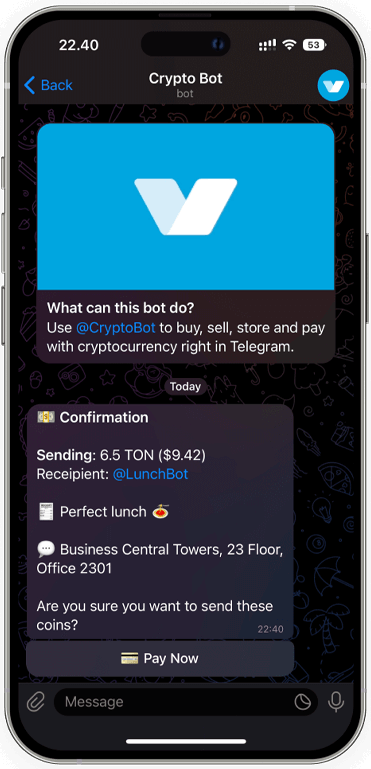 22.40
53
Back
Crypto Bot
bot
What can this bot do?
Use @CryptoBot to buy, sell, store and pay
with cryptocurrency right in Telegram.
Today
Confirmation
Sending: 6.5 TON ($9.42)
Receipient: @LunchBot
Perfect lunch
Business Central Towers, 23 Floor,
Office 2301
Are you sure you want to send these
coins?
22:40
Pay Now
Message